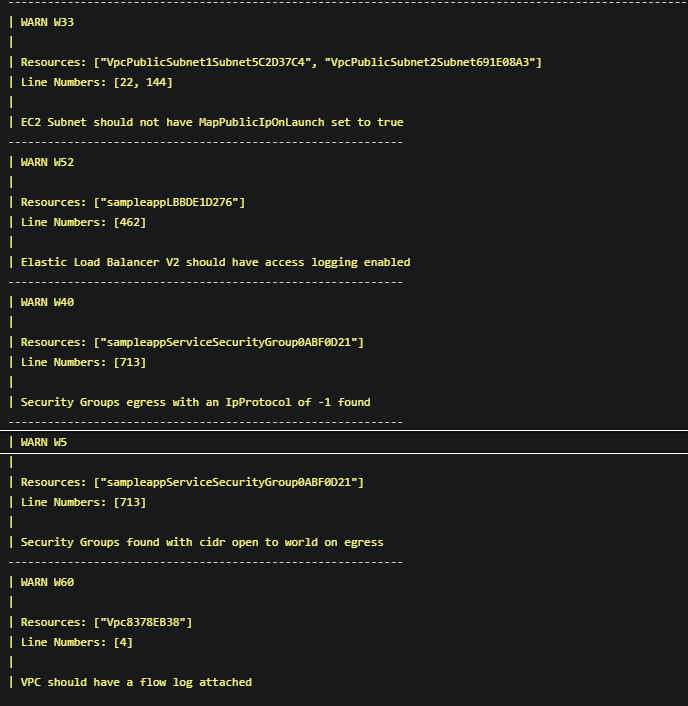 ------------------------------------------------------------------------------------------------------------
| WARN W33
|
| Resources: ["VpcPublicSubnet1Subnet5C2D37C4", "VpcPublicSubnet2Subnet691E08A3"]
| Line Numbers: [22, 144]
|
| EC2 Subnet should not have MapPublicIpOnLaunch set to true
------------------------------------------------------------
| WARN W52
|
| Resources: ["sampleappLBBDE1D276"]
| Line Numbers: [462]
|
| Elastic Load Balancer V2 should have access logging enabled
------------------------------------------------------------
| WARN W40
|
| Resources: ["sampleappServiceSecurityGroup0ABF0D21"]
| Line Numbers: [713]
|
| Security Groups egress with an IpProtocol of -1 found
------------------------------------------------------------
| WARN W5
|
| Resources: ["sampleappServiceSecurityGroup0ABF0D21"]
| Line Numbers: [713]
|
| Security Groups found with cidr open to world on egress
------------------------------------------------------------
| WARN W60
|
| Resources: ["Vpc8378EB38"]
| Line Numbers: [4]
|
| VPC should have a flow log attached